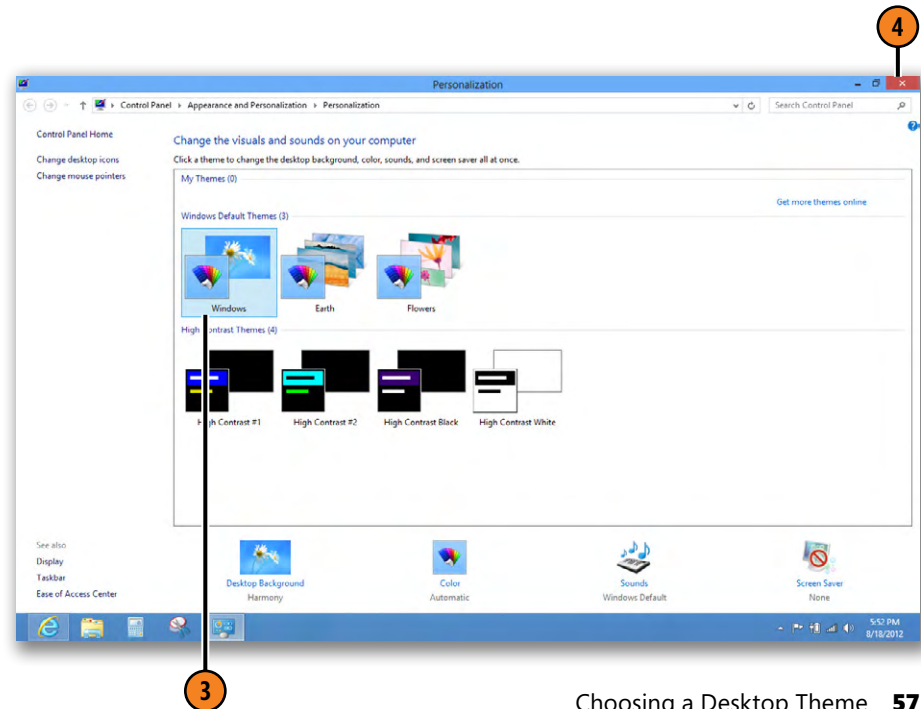 4
Personalization
Control Panel ▸ Appearance and Personalization ▸ Personalization
Search Control Panel
Control Panel Home
Change desktop icons
Change mouse pointers
Change the visuals and sounds on your computer
Click a theme to change the desktop background, color, sounds, and screen saver all at once.
My Themes (0)
Get more themes online
Windows Default Themes (3)
Windows Earth Flowers
High Contrast Themes (4)
High Contrast #1 High Contrast #2 High Contrast Black High Contrast White
See also
Display
Taskbar
Ease of Access Center
Desktop Background Color Sounds Screen Saver
Harmony Automatic Windows Default None
5:52 PM
8/18/2012
3
Choosing a Desktop Theme 57